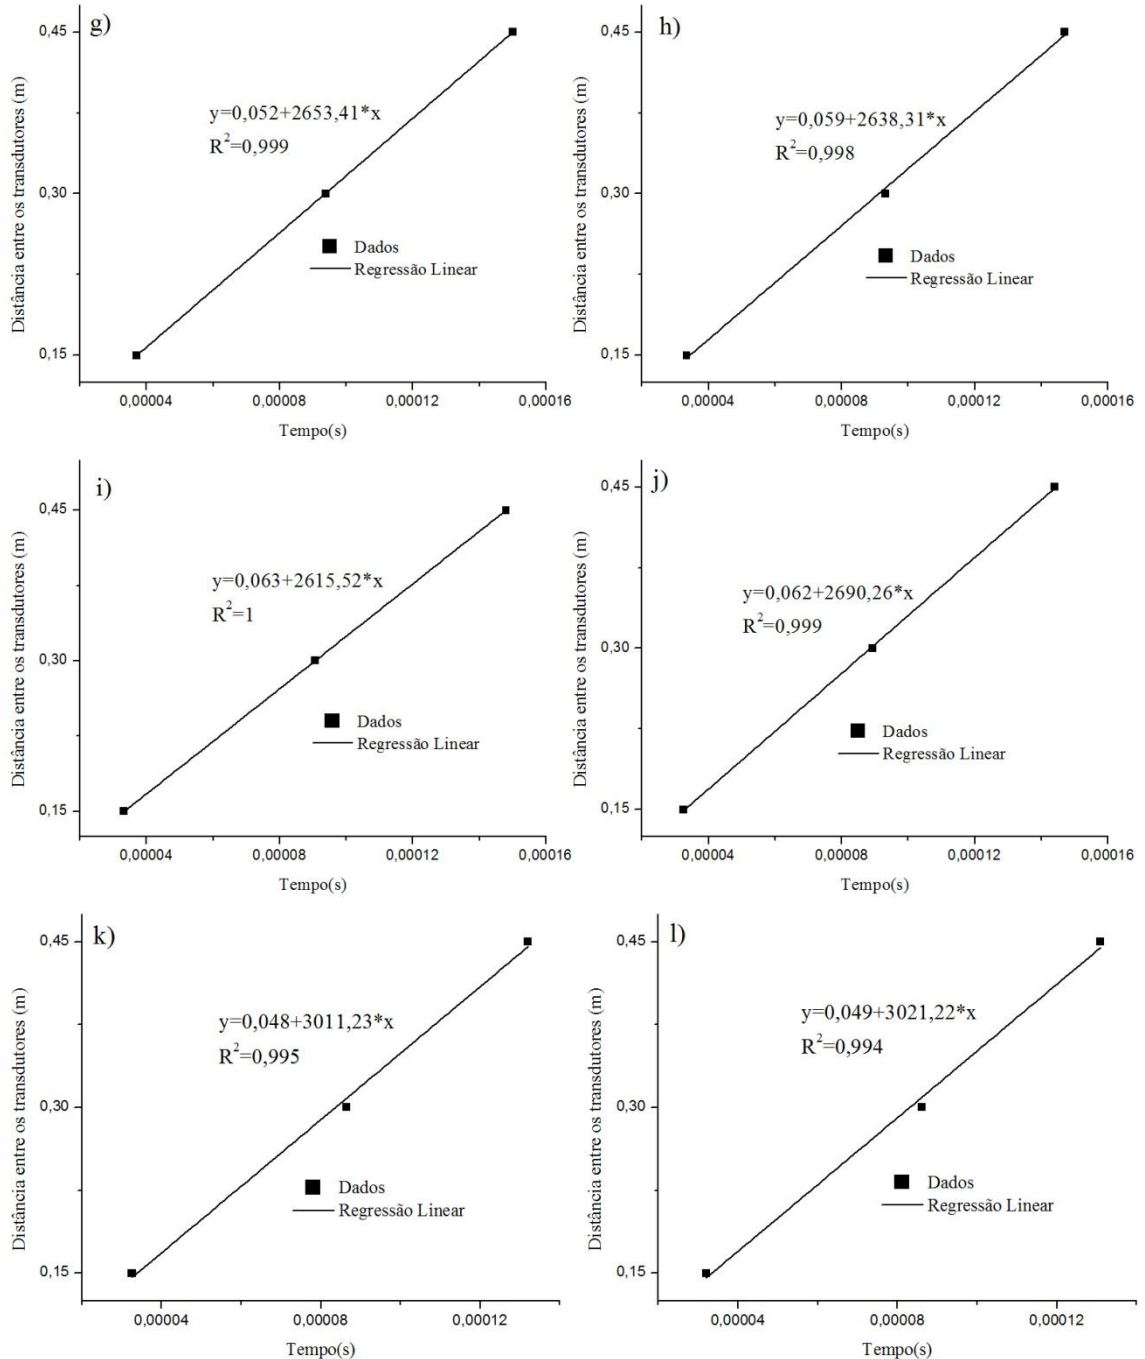 g)
Distância entre os transdutores (m)
0,45
0,30
0,15
y=0,052+2653,41*x
R²=0,999
Dados
Regressão Linear
0,00004 0,00008 0,00012 0,00016
Tempo(s)
h)
Distância entre os transdutores (m)
0,45
0,30
0,15
y=0,059+2638,31*x
R²=0,998
Dados
Regressão Linear
0,00004 0,00008 0,00012 0,00016
Tempo(s)
i)
Distância entre os transdutores (m)
0,45
0,30
0,15
y=0,063+2615,52*x
R²=1
Dados
Regressão Linear
0,00004 0,00008 0,00012 0,00016
Tempo(s)
j)
Distância entre os transdutores (m)
0,45
0,30
0,15
y=0,062+2690,26*x
R²=0,999
Dados
Regressão Linear
0,00004 0,00008 0,00012 0,00016
Tempo(s)
k)
Distância entre os transdutores (m)
0,45
0,30
0,15
y=0,048+3011,23*x
R²=0,995
Dados
Regressão Linear
0,00004 0,00008 0,00012
Tempo(s)
l)
Distância entre os transdutores (m)
0,45
0,30
0,15
y=0,049+3021,22*x
R²=0,994
Dados
Regressão Linear
0,00004 0,00008 0,00012
Tempo(s)